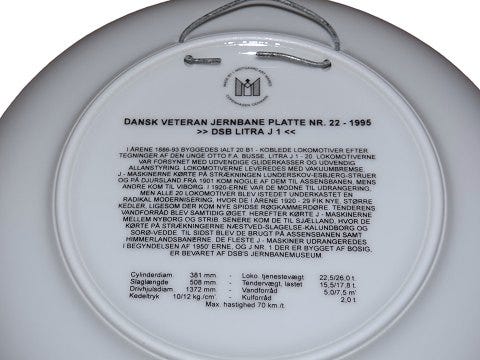 DANSK VETERAN JERNBANE PLATTE NR. 22 - 1995
>> DSB LITRA J 1 <<
I ÅRENE 1886-93 BYGGEDES IALT 20 B1 - KOBLEDE LOKOMOTIVER EFTER
TEGNINGER AF DEN UNGE OTTO F.A. BUSSE, LITRA J 1 - 20. LOKOMOTIVERNE
VAR FORSYNET MED UDVENDIGE GLIDERKASSER OG UDVENDIG
ALLANSTYRING. LOKOMOTIVERNE LEVEREDES MED VAKUUMBREMSE.
J - MASKINERNE KØRTE PÅ STRÆKNINGEN LUNDERSKOV-ESBJERG-STRUER
OG PÅ DJURSLAND FRA 1901 KOM NOGLE AF DEM TIL ASSENSBANEN, MENS
ANDRE KOM TIL VIBORG. I 1920-ERNE VAR DE MODNE TIL UDRANGERING,
MEN ALLE 20 LOKOMOTIVER BLEV ISTEDET UNDERKASTET EN
RADIKAL MODERNISERING, HVOR DE I ÅRENE 1920 - 29 FIK NYE, STØRRE
KEDLER, LIGESOM DER KOM NYE SPIDSE RØGKAMMERDØRE. TENDERENS
VANDFORRÅD BLEV SAMTIDIG ØGET. HEREFTER KØRTE J - MASKINERNE
MELLEM NYBORG OG STRIB. SENERE KOM DE TIL SJÆLLAND, HVOR DE
KØRTE PÅ STRÆKNINGERNE NÆSTVED-SLAGELSE-KALUNDBORG OG
SORØ-VEDDE. TIL SIDST BLEV DE BRUGT PÅ ASSENSBANEN SAMT
HIMMERLANDSBANERNE. DE FLESTE J - MASKINER UDRANGEREDES
I BEGYNDELSEN AF 1950' ERNE, OG J NR. 1 DER ER BYGGET AF BOSIG,
ER BEVARET AF DSB'S JERNBANEMUSEUM.
Cylinderdiam 381 mm - Loko. tjenestevægt 22,5/26,0 t
Slaglængde 508 mm - Tendervægt, lastet 15,5/17,8 t.
Drivhjulsdiam 1372 mm - Vandforråd 5,0/7,5 m³
Kedeltryk 10/12 kg./cm². - Kulforråd 2,0 t
Max. hastighed 70 km./t